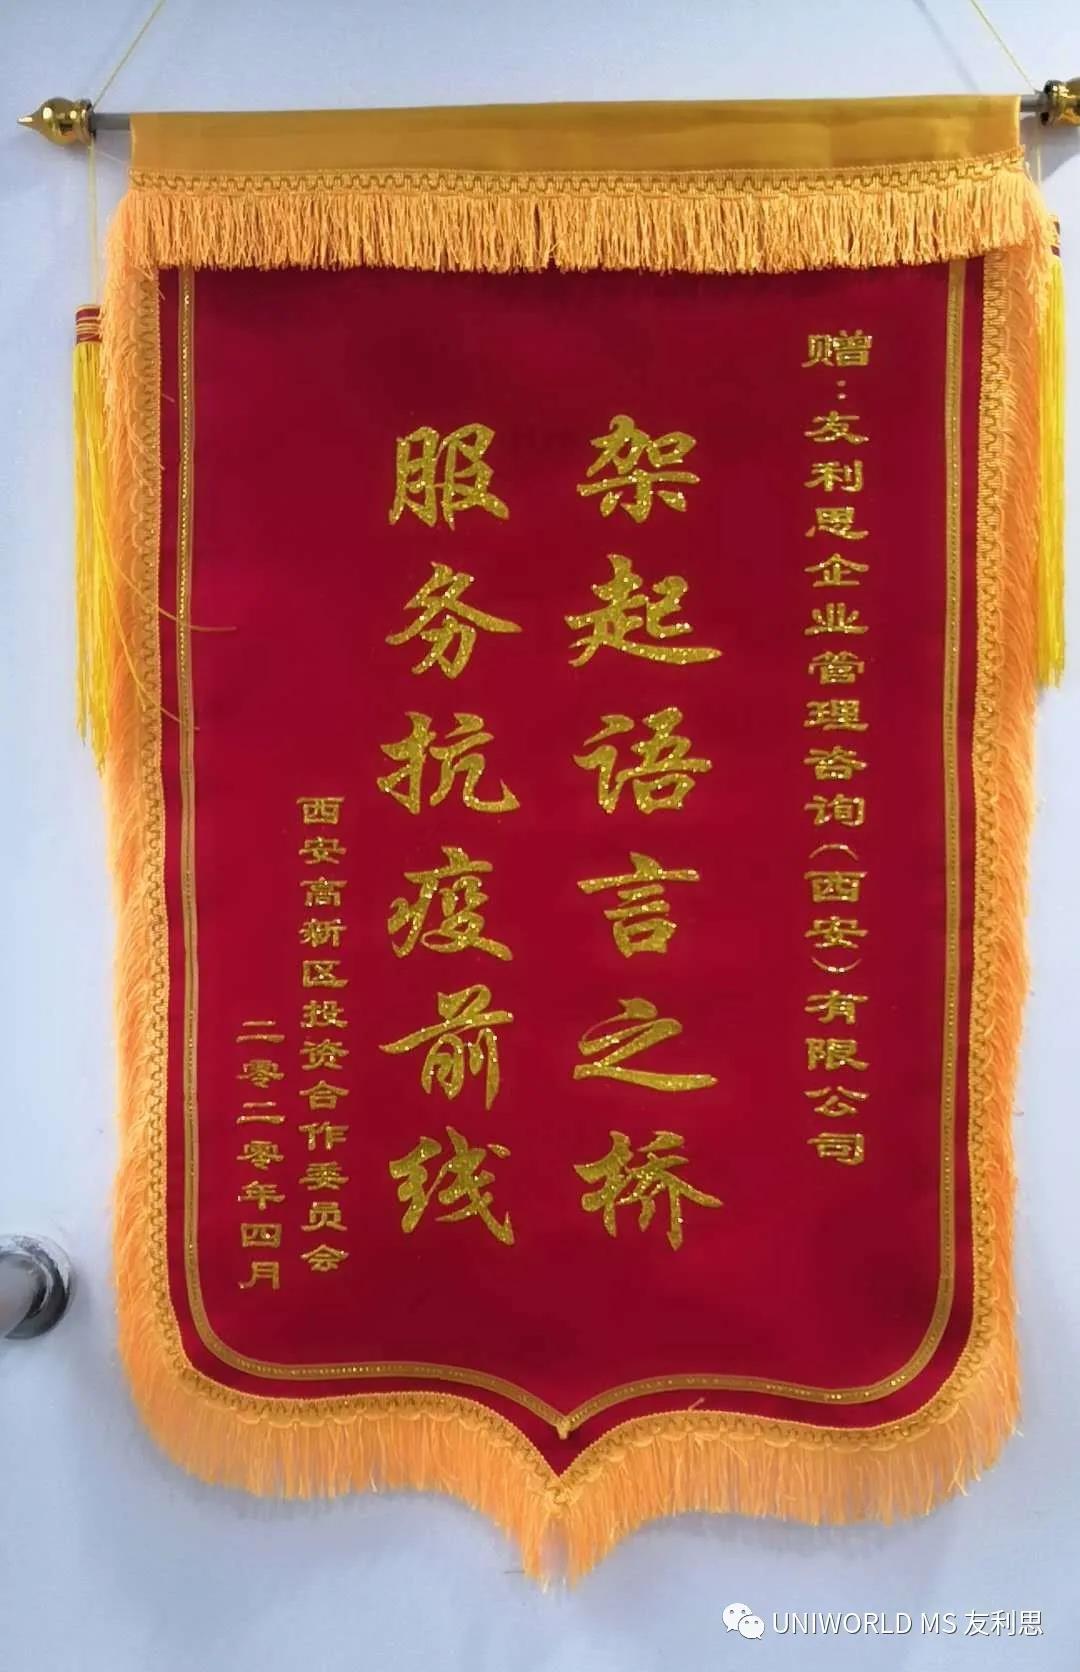 赠：友利思企业管理咨询（西安）有限公司
架起语言之桥
服务抗疫前线
西安高新区投资合作委员会
二零二零年四月
UNIWORLD MS 友利思